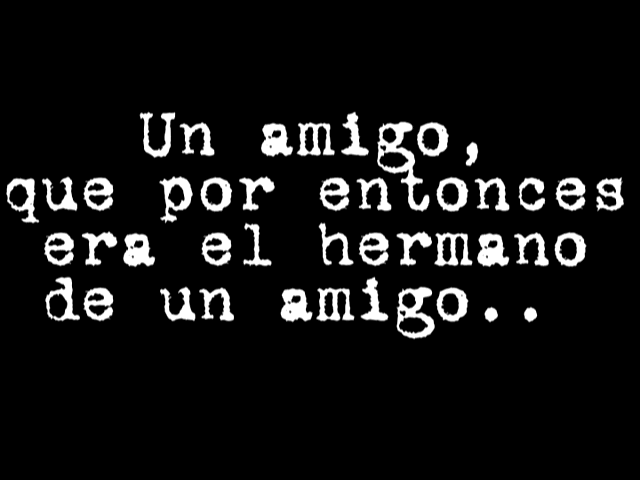 Un amigo,
que por entonces
era el hermano
de un amigo..